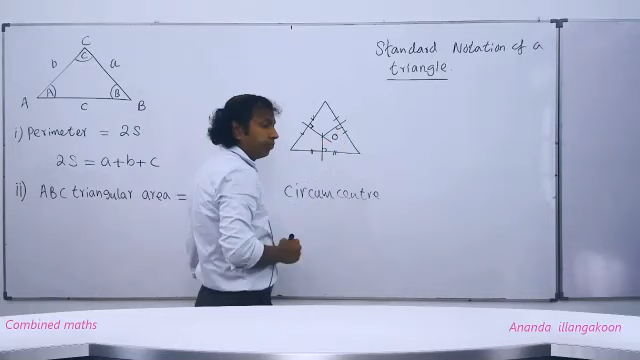 Standard Notation of a
triangle.
C
C
b
a
A
A
B
B
c
i) Perimeter = 2S
2S = a+b+c
ii) ABC triangular area =
O
Circumcentre
Combined maths
Ananda illangakoon